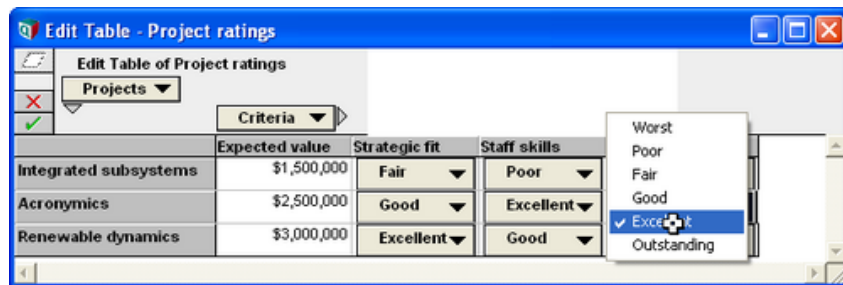 Edit Table - Project ratings
Edit Table of Project ratings
Projects
Criteria
Expected value Strategic fit Staff skills
Integrated subsystems $1,500,000 Fair Poor
Acronymics $2,500,000 Good Excellent
Renewable dynamics $3,000,000 Excellent Good
Worst
Poor
Fair
Good
Excellent
Outstanding